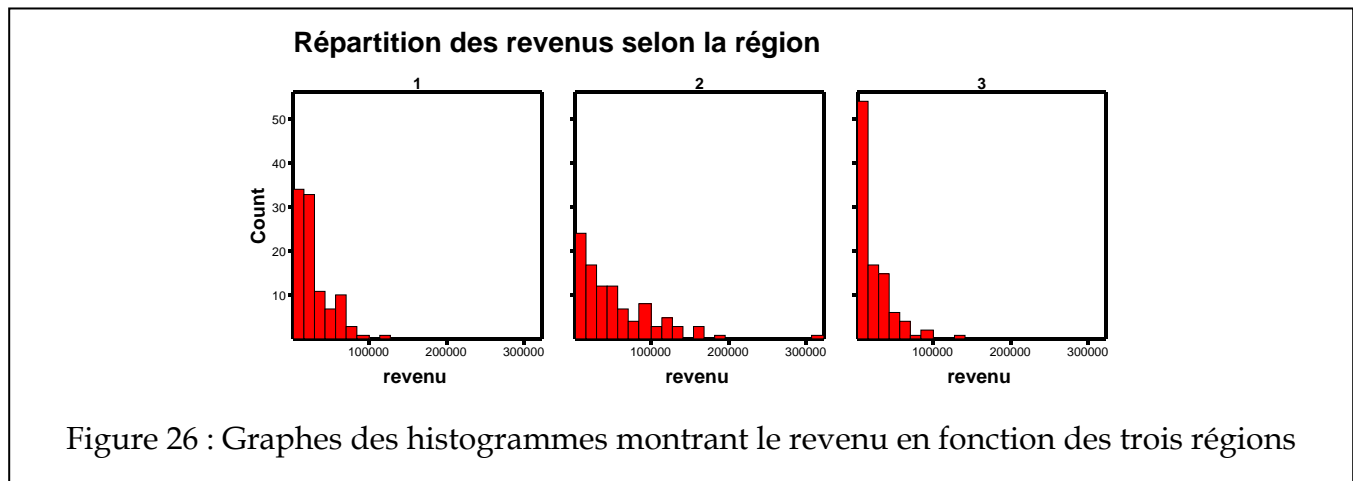 Répartition des revenus selon la région
1 2 3
50
40
30
20
10
Count
100000 200000 300000 100000 200000 300000 100000 200000 300000
revenu revenu revenu
Figure 26 : Graphes des histogrammes montrant le revenu en fonction des trois régions